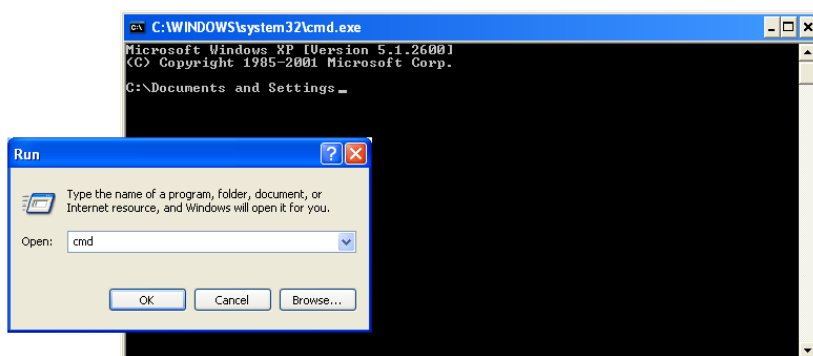 C:\WINDOWS\system32\cmd.exe
Microsoft Windows XP [Version 5.1.2600]
(C) Copyright 1985-2001 Microsoft Corp.
C:\Documents and Settings_
Run
Type the name of a program, folder, document, or
Internet resource, and Windows will open it for you.
Open: cmd
OK Cancel Browse...